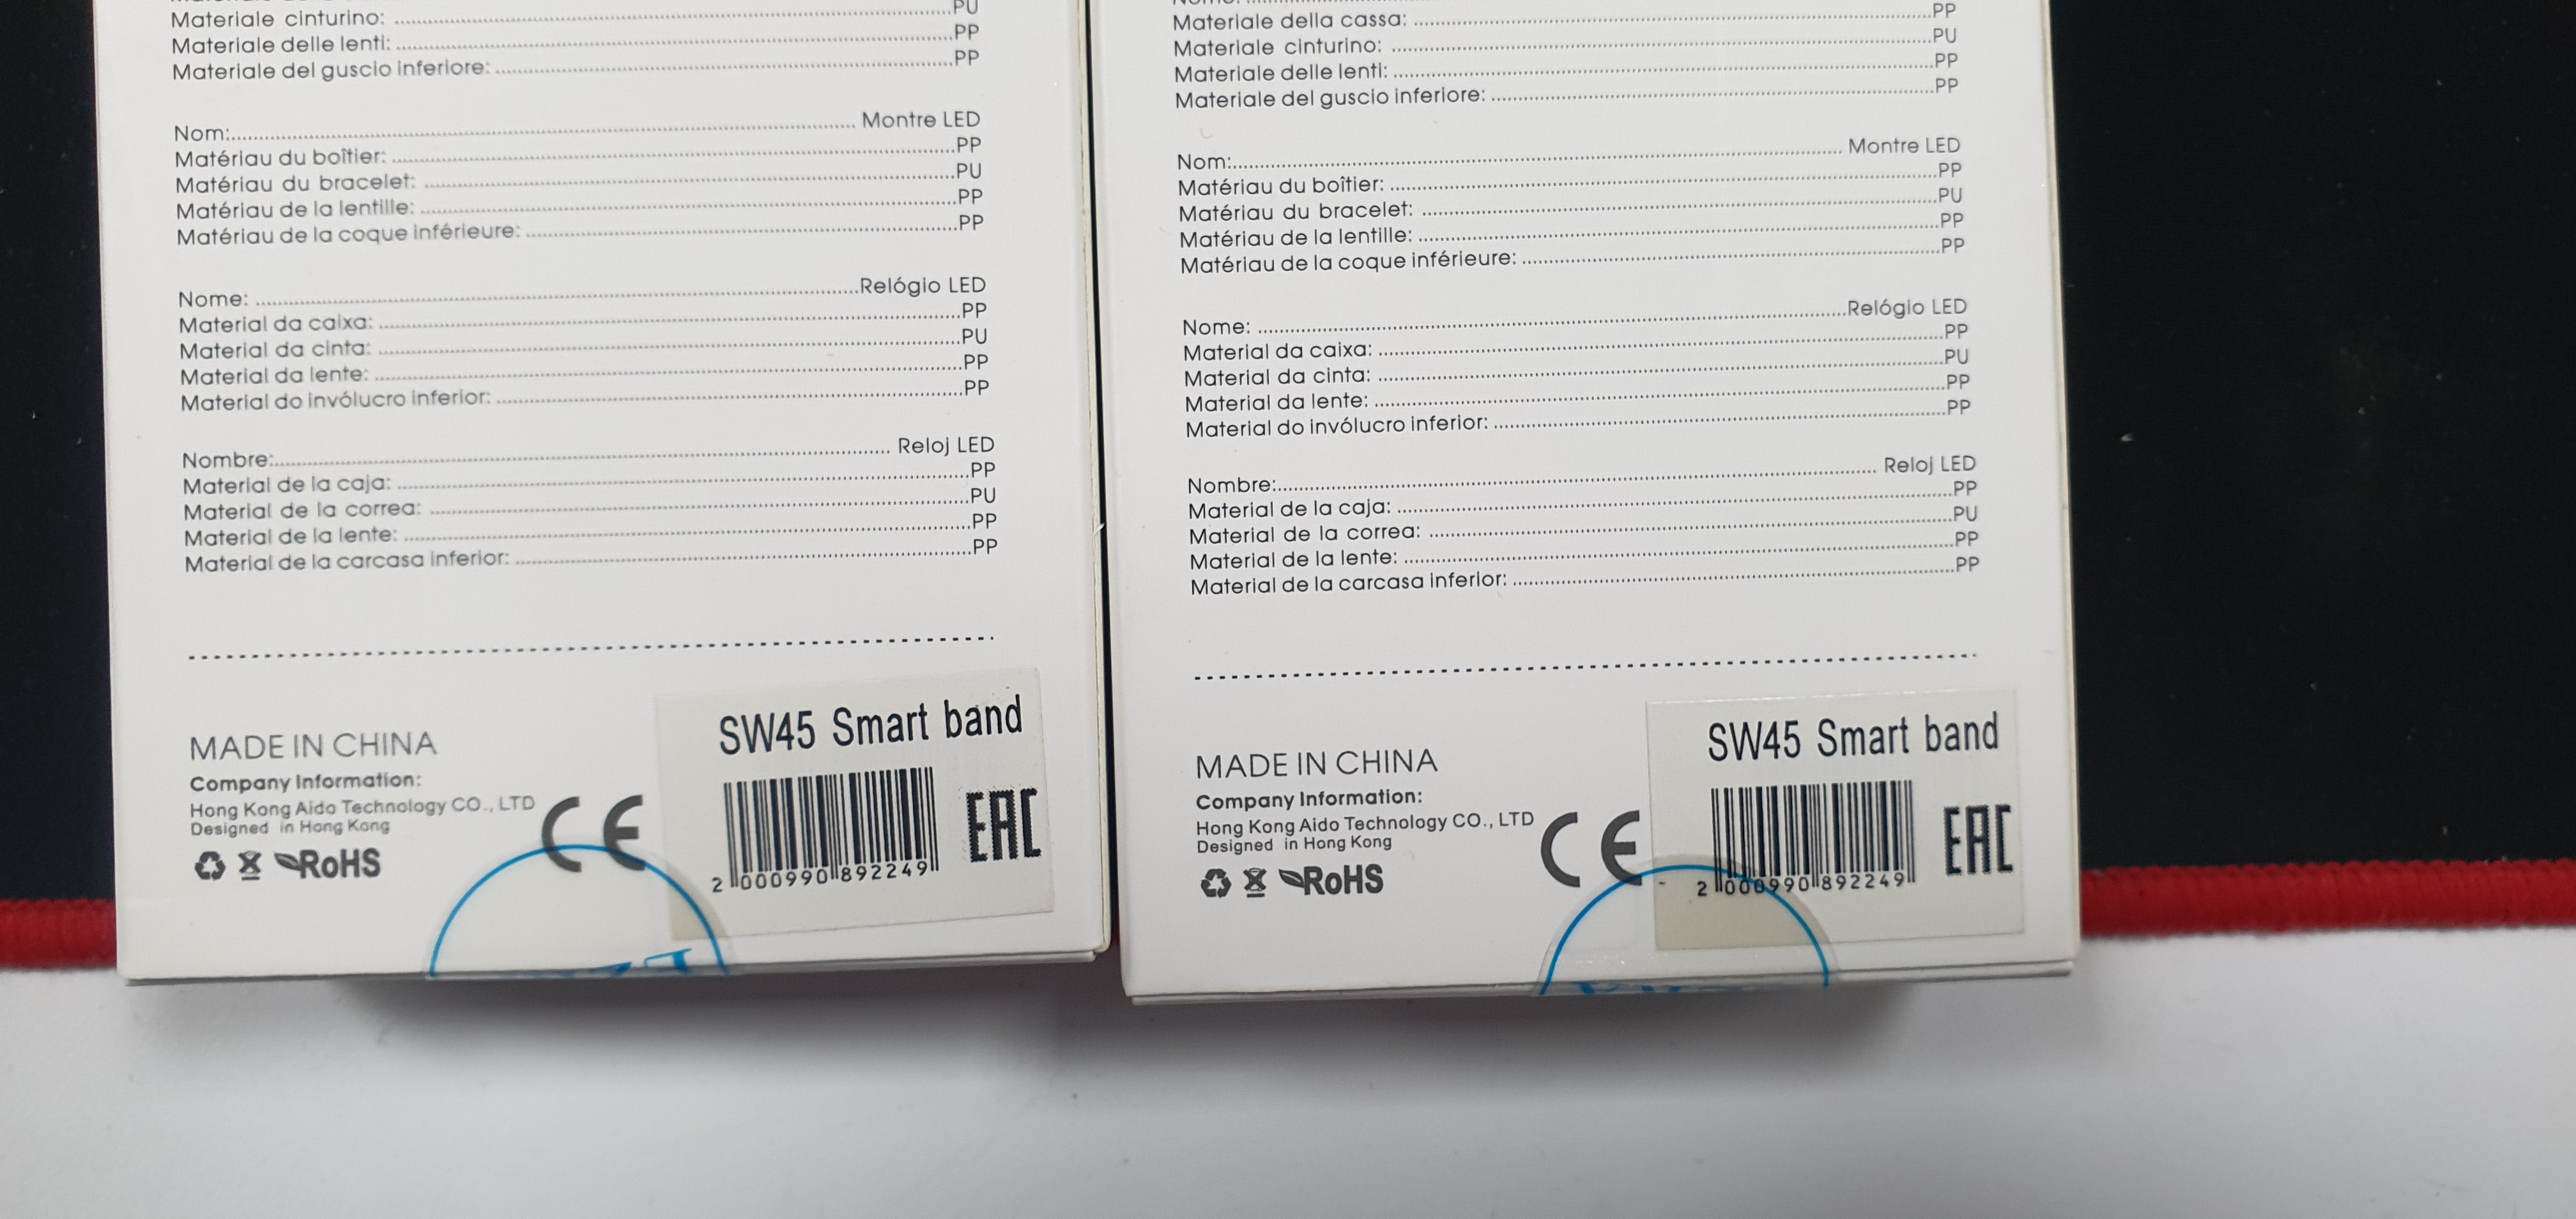 Materiale cinturino: PU
Materiale delle lenti: PP
Materiale del guscio inferiore: PP
Nom: Montre LED
Matériau du boîtier: PP
Matériau du bracelet: PU
Matériau de la lentille: PP
Matériau de la coque inférieure: PP
Nome: Relógio LED
Material da caixa: PP
Material da cinta: PU
Material da lente: PP
Material do invólucro inferior: PP
Nombre: Reloj LED
Material de la caja: PP
Material de la correa: PU
Material de la lente: PP
Material de la carcasa inferior: PP
MADE IN CHINA
Company Information:
Hong Kong Aido Technology CO., LTD
Designed in Hong Kong
RoHS
CE
SW45 Smart band
2 000990 892249
EAC
Materiale della cassa: PP
Materiale cinturino: PU
Materiale delle lenti: PP
Materiale del guscio inferiore: PP
Nom: Montre LED
Matériau du boîtier: PP
Matériau du bracelet: PU
Matériau de la lentille: PP
Matériau de la coque inférieure: PP
Nome: Relógio LED
Material da caixa: PP
Material da cinta: PU
Material da lente: PP
Material do invólucro inferior: PP
Nombre: Reloj LED
Material de la caja: PP
Material de la correa: PU
Material de la lente: PP
Material de la carcasa inferior: PP
MADE IN CHINA
Company Information:
Hong Kong Aido Technology CO., LTD
Designed in Hong Kong
RoHS
CE
SW45 Smart band
2 000990 892249
EAC